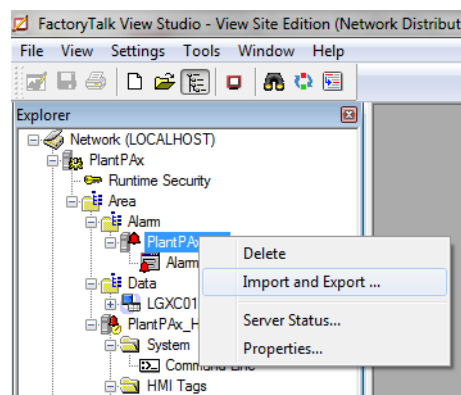 FactoryTalk View Studio - View Site Edition (Network Distribut
File View Settings Tools Window Help
Explorer
Network (LOCALHOST)
PlantPAx
Runtime Security
Area
Alarm
PlantPAx
Delete
Alarm
Import and Export ...
Data
LGXC01
Server Status...
PlantPAx_H
System
Properties...
Command Line
HMI Tags